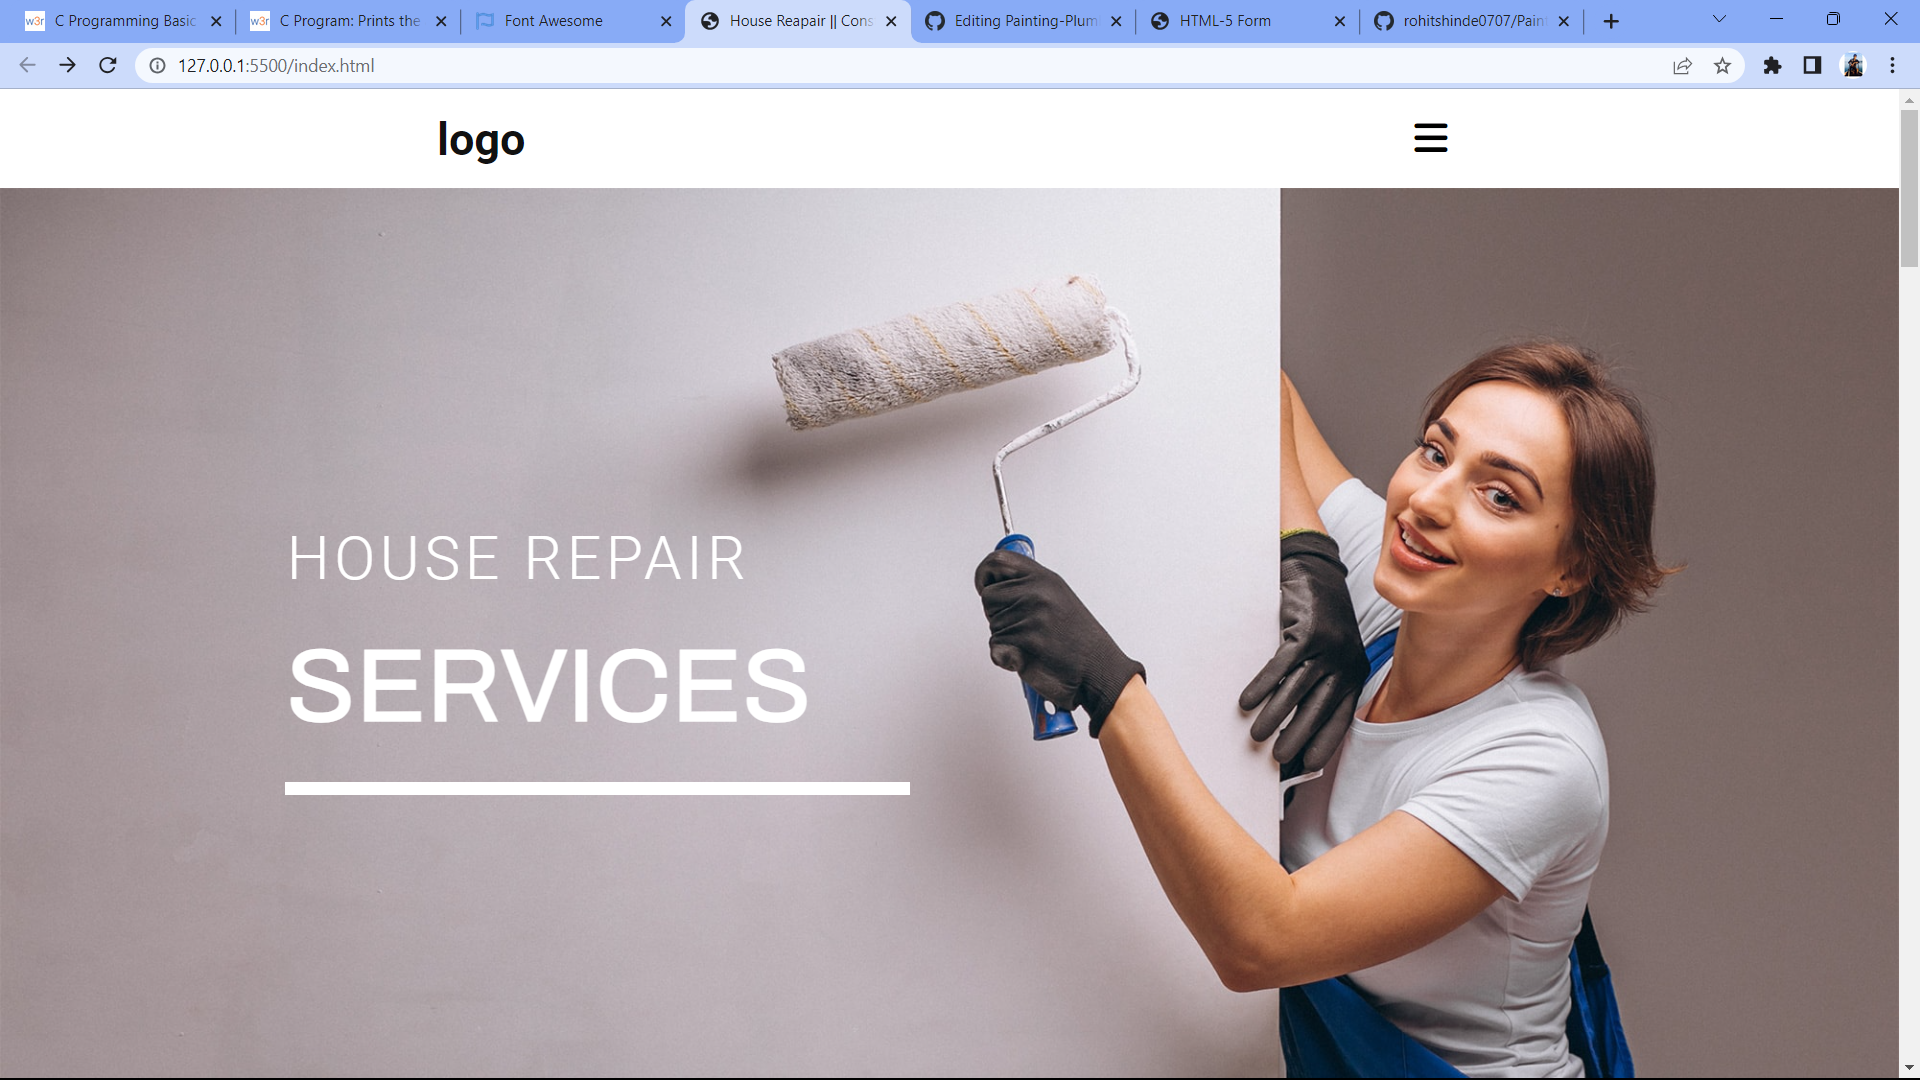 w3r C Programming Basic
w3r C Program: Prints the
Font Awesome
House Reapair || Cons
Editing Painting-Plum
HTML-5 Form
rohitshinde0707/Paint
127.0.0.1:5500/index.html
logo
HOUSE REPAIR
SERVICES